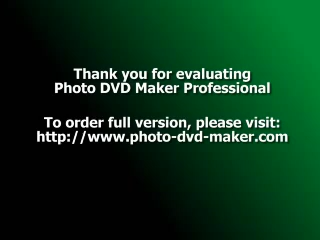 Thank you for evaluating
Photo DVD Maker Professional
To order full version, please visit:
http://www.photo-dvd-maker.com